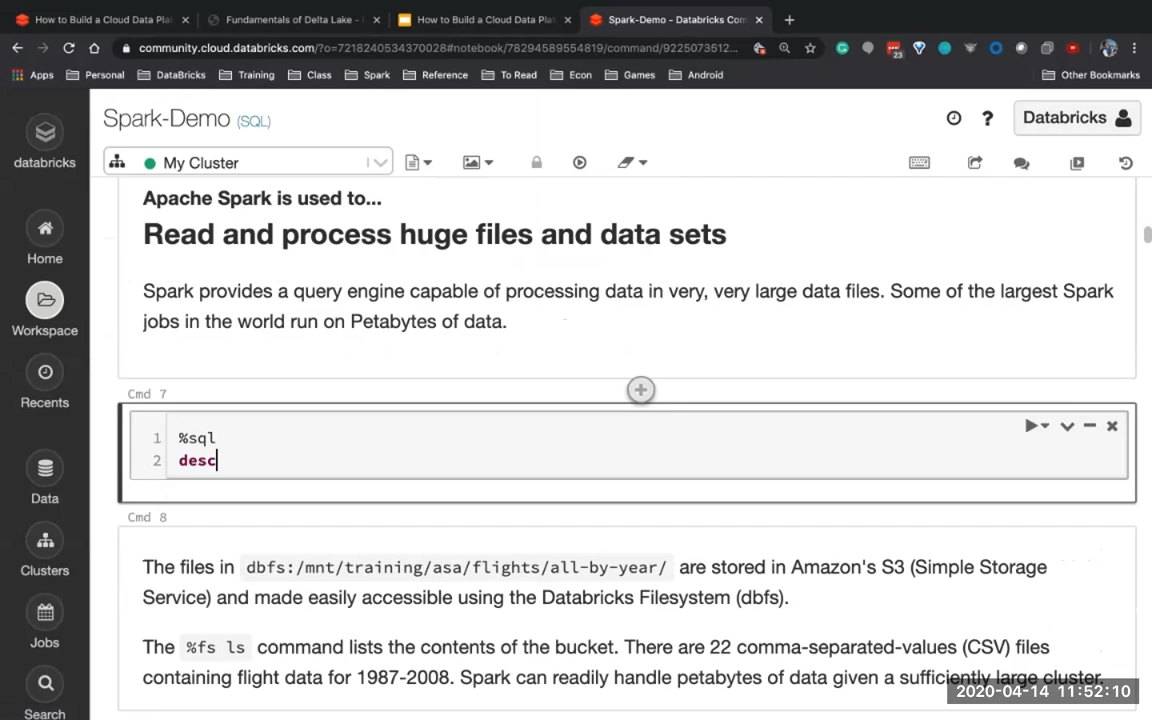 How to Build a Cloud Data Plat
Fundamentals of Delta Lake -
How to Build a Cloud Data Plat
Spark-Demo - Databricks Com
community.cloud.databricks.com/?o=7218240534370028#notebook/78294589554819/command/9225073512...
23
Apps
Personal
DataBricks
Training
Class
Spark
Reference
To Read
Econ
Games
Android
Other Bookmarks
databricks
Home
Workspace
Recents
Data
Clusters
Jobs
Search
Spark-Demo (SQL)
? Databricks
My Cluster
Apache Spark is used to...
Read and process huge files and data sets
Spark provides a query engine capable of processing data in very, very large data files. Some of the largest Spark
jobs in the world run on Petabytes of data.
Cmd 7
1 %sql
2 desc
Cmd 8
The files in dbfs:/mnt/training/asa/flights/all-by-year/ are stored in Amazon's S3 (Simple Storage
Service) and made easily accessible using the Databricks Filesystem (dbfs).
The %fs ls command lists the contents of the bucket. There are 22 comma-separated-values (CSV) files
containing flight data for 1987-2008. Spark can readily handle petabytes of data given a sufficiently large cluster.
2020-04-14 11:52:10